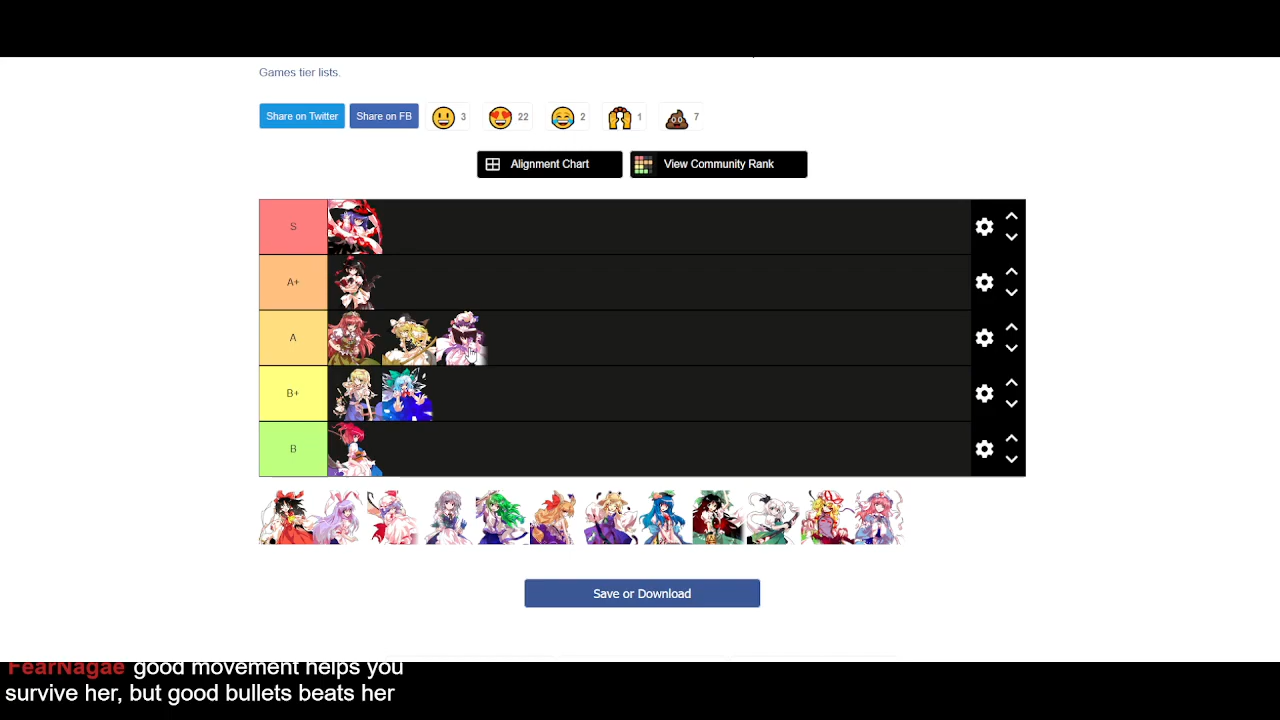 Games tier lists.
Share on Twitter
Share on FB
3
22
2
1
7
Alignment Chart
View Community Rank
S
A+
A
B+
B
Save or Download
FearNagae good movement helps you
survive her, but good bullets beats her